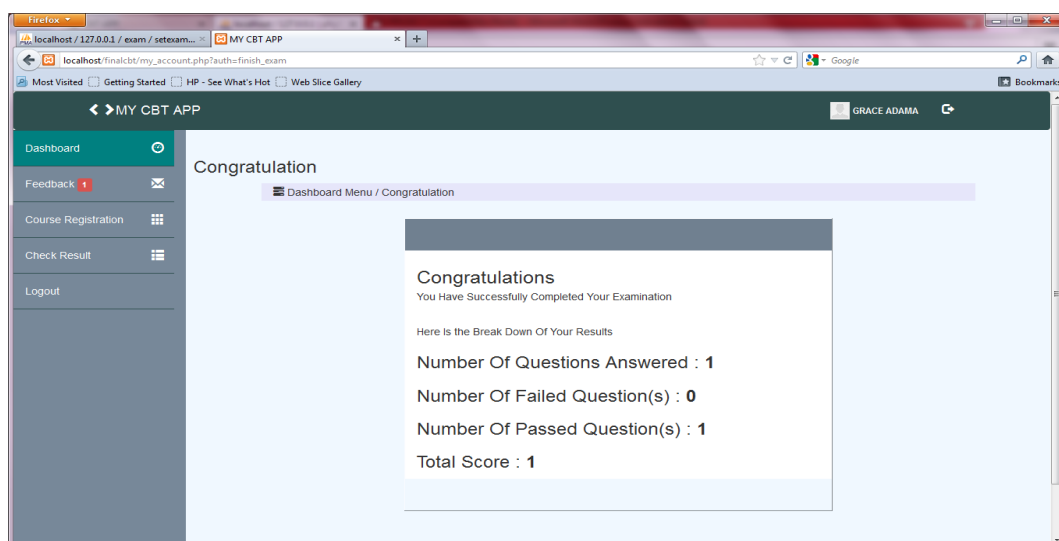 Firefox
localhost / 127.0.0.1 / exam / setexam... × MY CBT APP × +
localhost/finalcbt/my_account.php?auth=finish_exam Google
Most Visited Getting Started HP - See What's Hot Web Slice Gallery Bookmarks
MY CBT APP GRACE ADAMA
Dashboard
Feedback 1
Course Registration
Check Result
Logout
Congratulation
Dashboard Menu / Congratulation
Congratulations
You Have Successfully Completed Your Examination
Here Is the Break Down Of Your Results
Number Of Questions Answered : 1
Number Of Failed Question(s) : 0
Number Of Passed Question(s) : 1
Total Score : 1